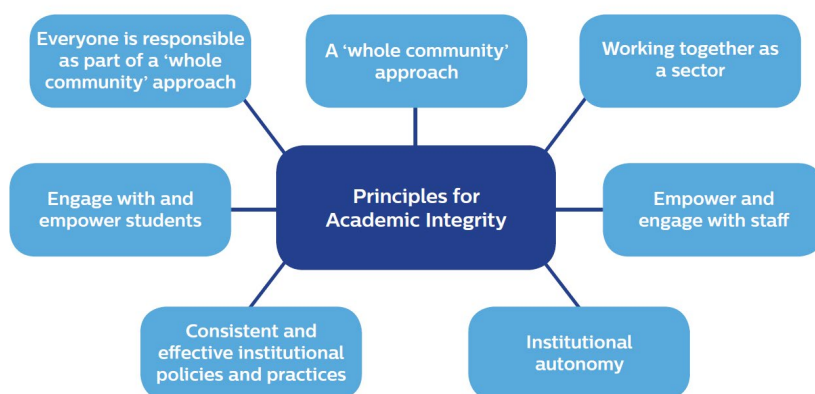 Everyone is responsible
as part of a ‘whole
community’ approach
A ‘whole community’
approach
Working together as
a sector
Engage with and
empower students
Principles for
Academic Integrity
Empower and
engage with staff
Consistent and
effective institutional
policies and practices
Institutional
autonomy